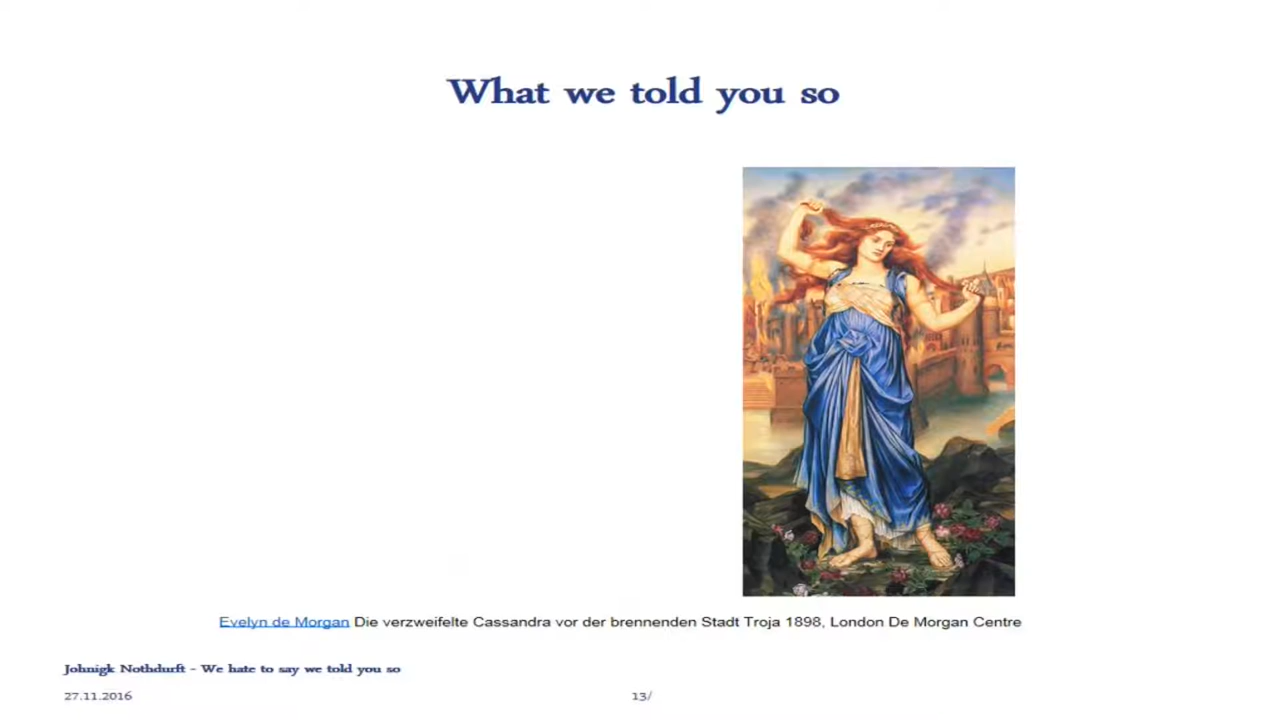 What we told you so
Evelyn de Morgan Die verzweifelte Cassandra vor der brennenden Stadt Troja 1898, London De Morgan Centre
Johnigk Nothdurft - We hate to say we told you so
27.11.2016
13/